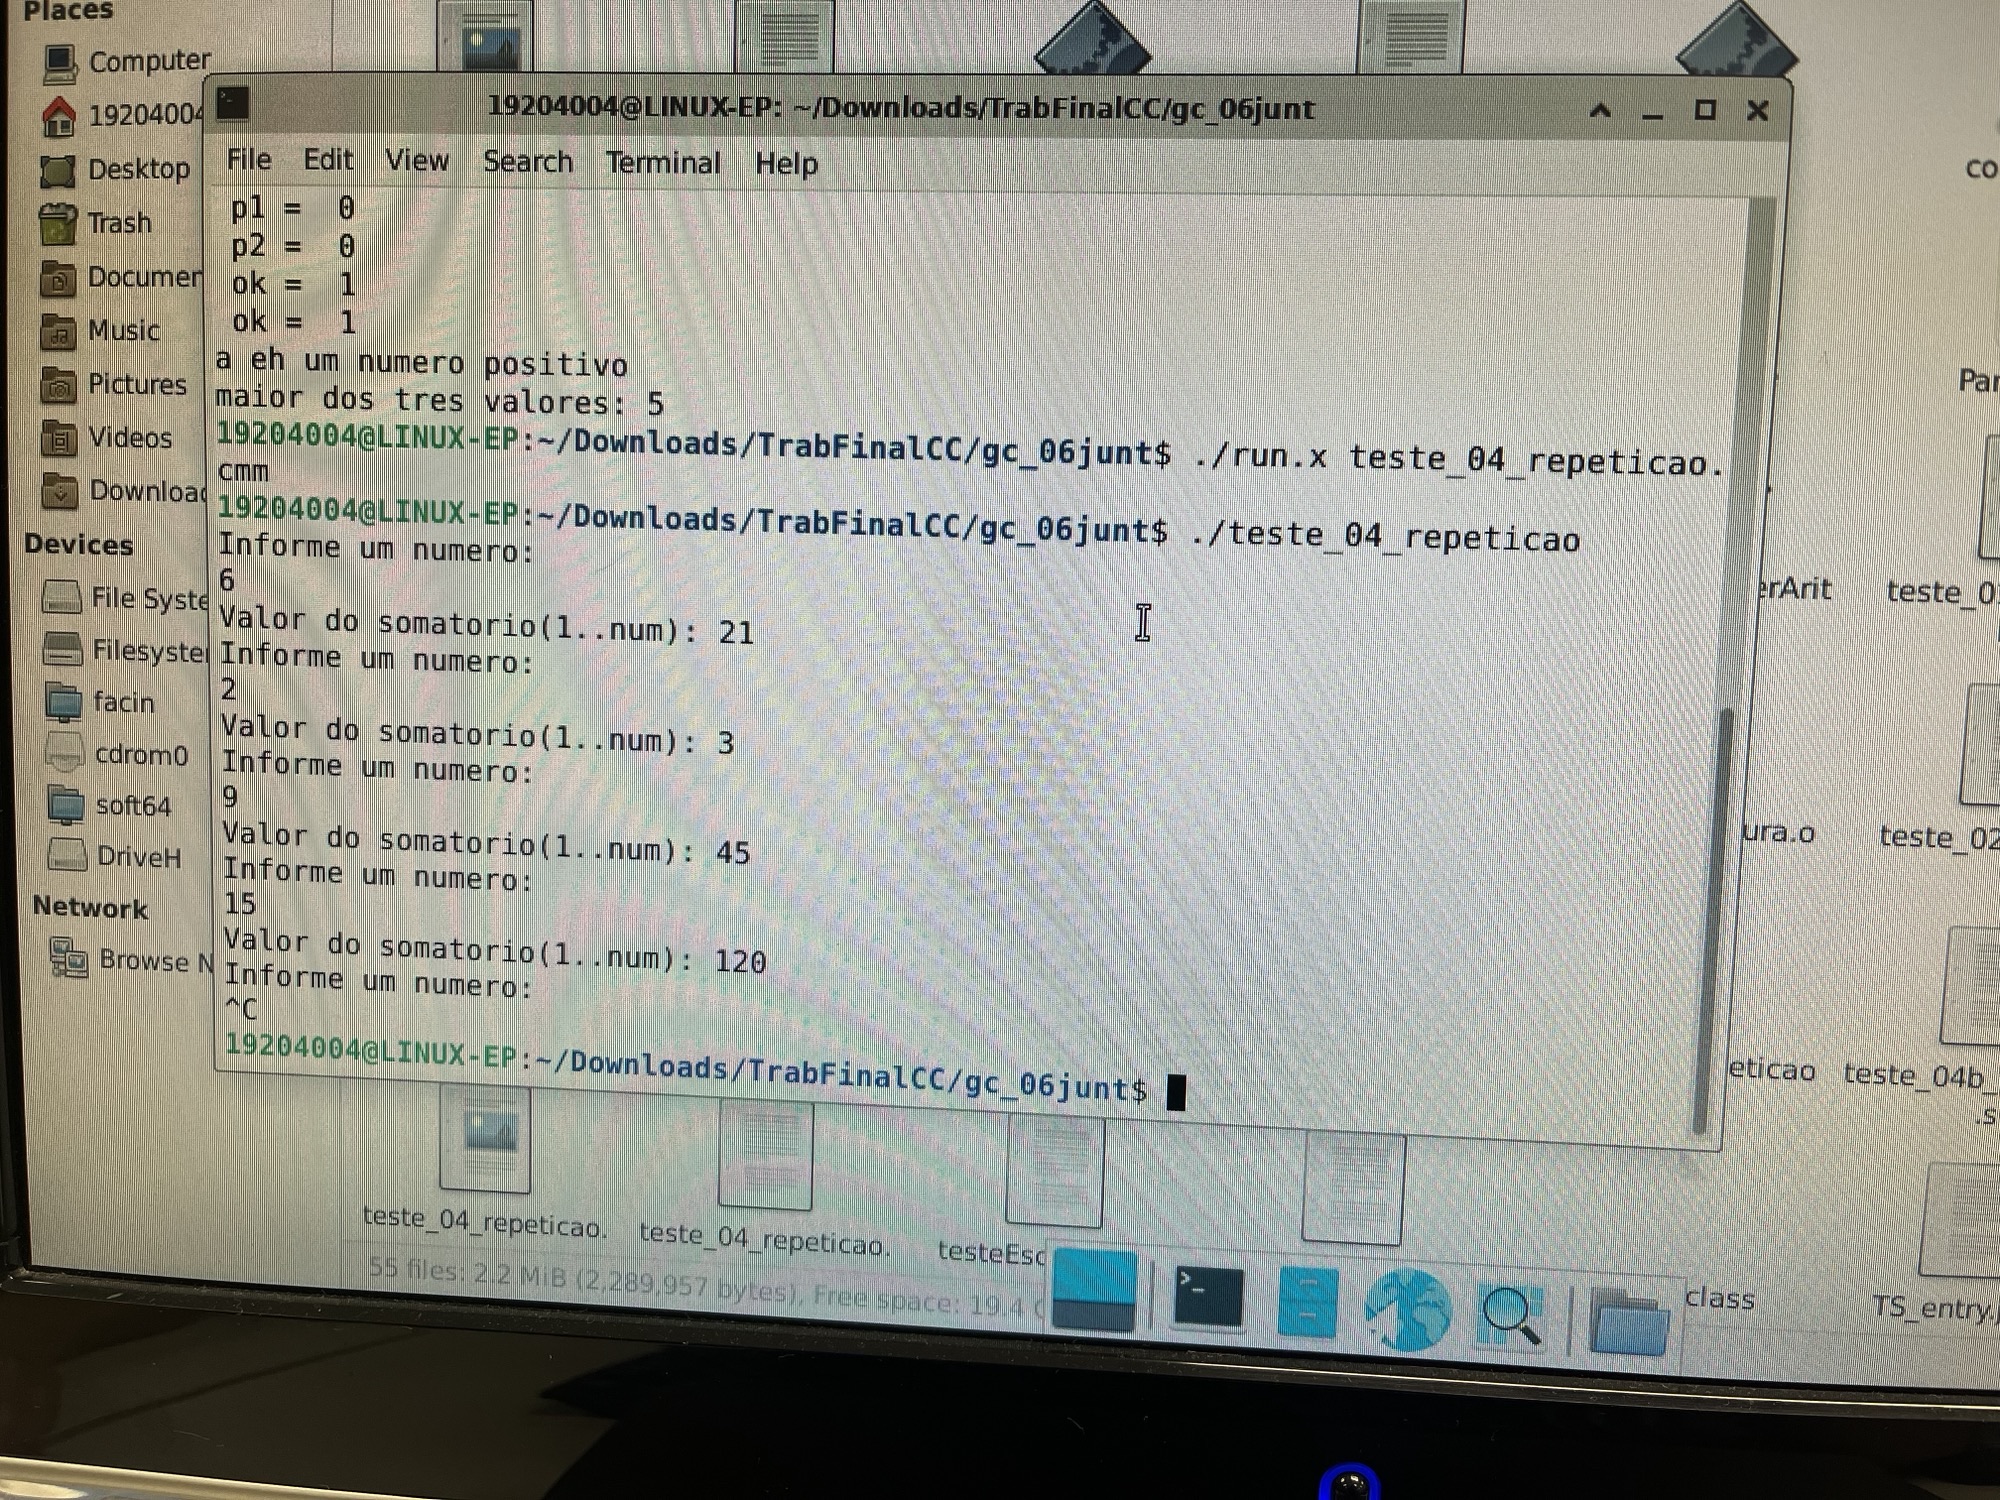 Places
Computer
19204004
Desktop
Trash
Documen
Music
Pictures
Videos
Download
Devices
File Syste
Filesyste
facin
cdrom0
soft64
DriveH
Network
Browse N
19204004@LINUX-EP: ~/Downloads/TrabFinalCC/gc_06junt
File Edit View Search Terminal Help
p1 = 0
p2 = 0
ok = 1
ok = 1
a eh um numero positivo
maior dos tres valores: 5
19204004@LINUX-EP:~/Downloads/TrabFinalCC/gc_06junt$ ./run.x teste_04_repeticao.
cmm
19204004@LINUX-EP:~/Downloads/TrabFinalCC/gc_06junt$ ./teste_04_repeticao
Informe um numero:
6
Valor do somatorio(1..num): 21
Informe um numero:
2
Valor do somatorio(1..num): 3
Informe um numero:
9
Valor do somatorio(1..num): 45
Informe um numero:
15
Valor do somatorio(1..num): 120
Informe um numero:
^C
19204004@LINUX-EP:~/Downloads/TrabFinalCC/gc_06junt$
co
Par
erArit teste_0
ura.o teste_02
eticao teste_04b_
.s
teste_04_repeticao. teste_04_repeticao. testeEsc
class TS_entry.j
55 files: 2.2 MiB (2,289,957 bytes), Free space: 19.4